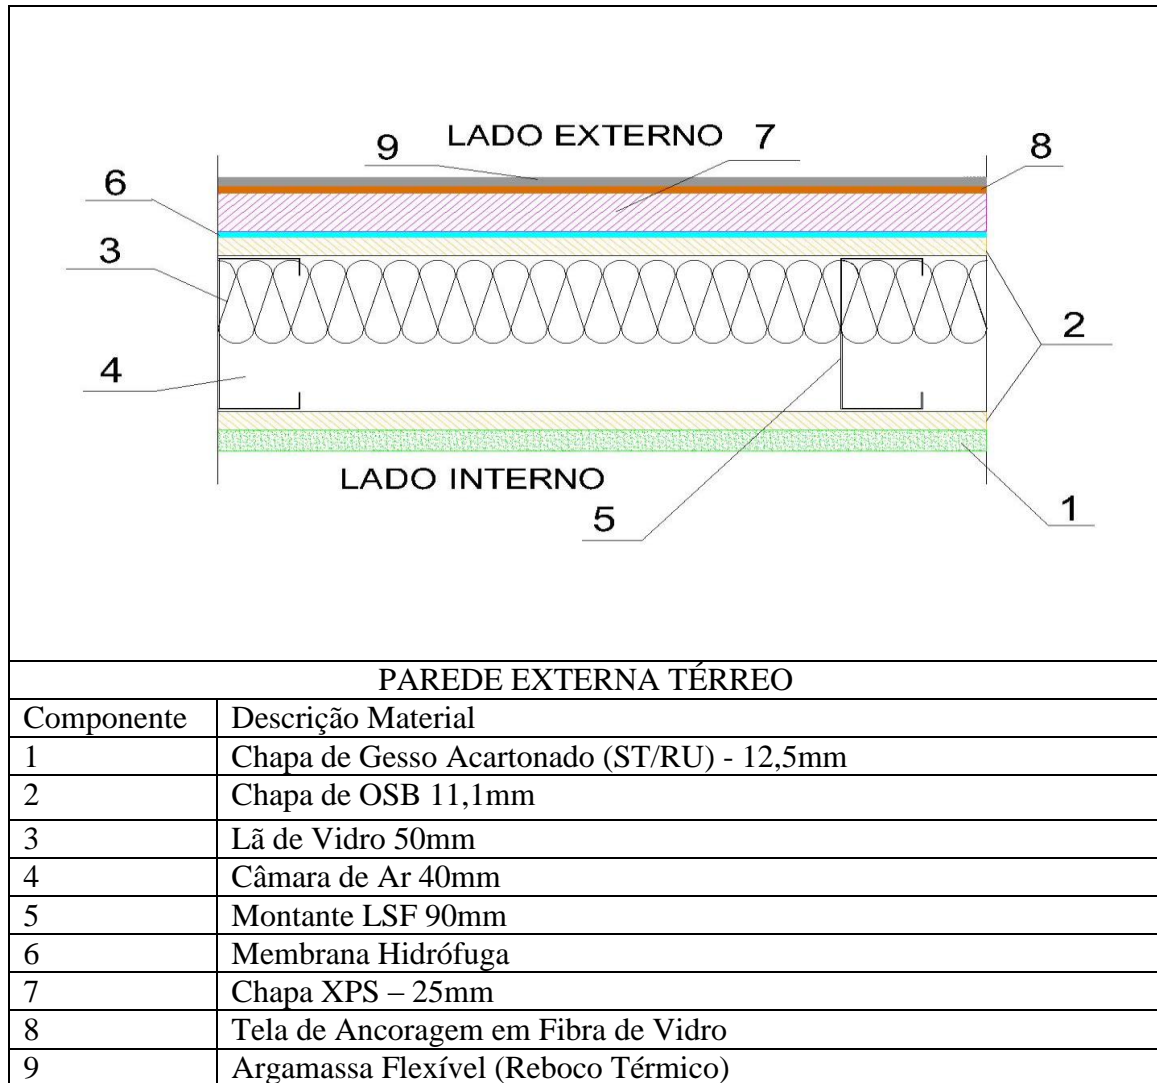 LADO EXTERNO
7
9
8
6
3
2
4
LADO INTERNO
5
1
PAREDE EXTERNA TÉRREO
Componente Descrição Material
1 Chapa de Gesso Acartonado (ST/RU) - 12,5mm
2 Chapa de OSB 11,1mm
3 Lã de Vidro 50mm
4 Câmara de Ar 40mm
5 Montante LSF 90mm
6 Membrana Hidrófuga
7 Chapa XPS – 25mm
8 Tela de Ancoragem em Fibra de Vidro
9 Argamassa Flexível (Reboco Térmico)